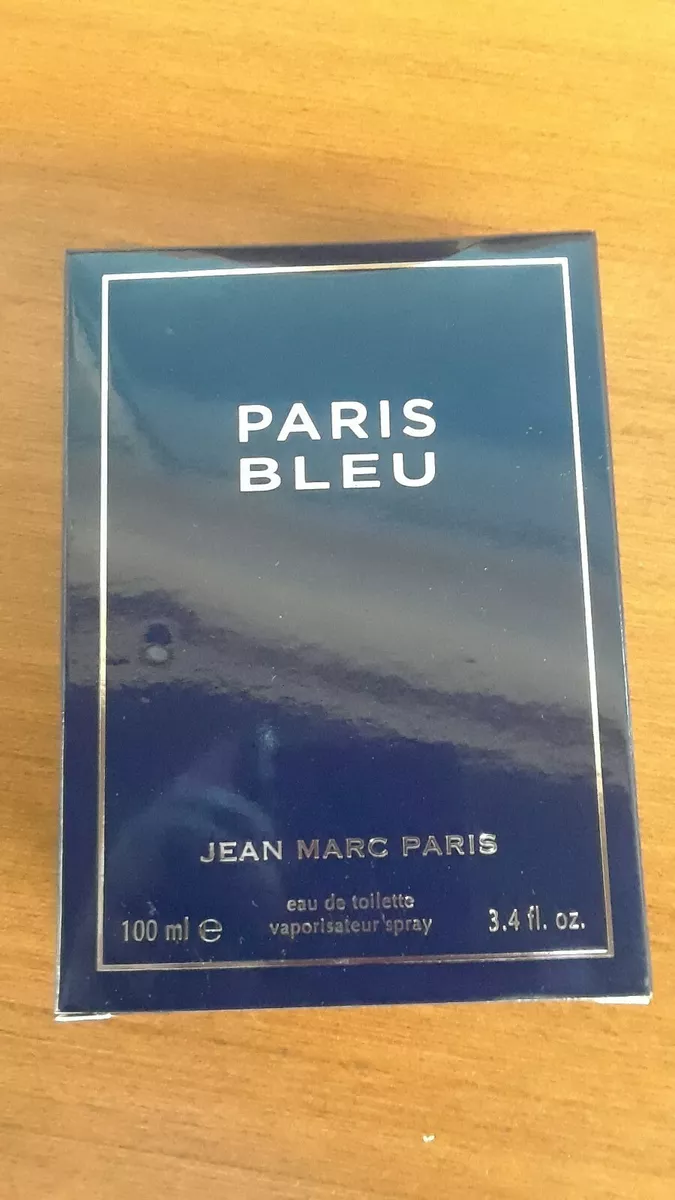 PARIS
BLEU
JEAN MARC PARIS
eau de toilette
100 ml ℮ vaporisateur spray 3.4 fl. oz.